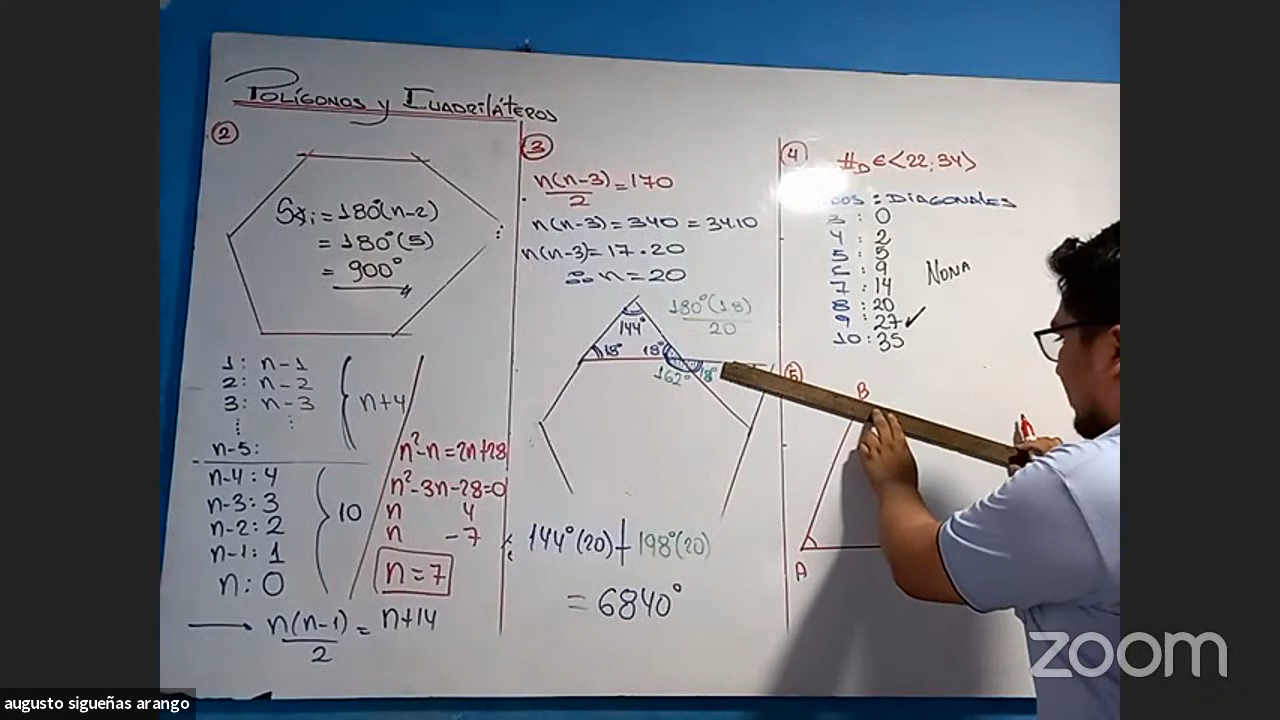 POLÍGONOS y CUADRILÁTEROS
2
S∡i = 180°(n-2)
= 180°(5)
= 900°
1: n-1
2: n-2
3: n-3
⋮ ⋮
n-5:
n+4
n-4: 4
n-3: 3
n-2: 2
n-1: 1
n: 0
10
n(n-1)/2 = n+14
n²-n=2n+28
n²-3n-28=0
n 4
n -7
n=7
3
n(n-3)/2 = 170
n(n-3) = 340 = 34.10
n(n-3) = 17.20
∴ n = 20
180°(18)/20
144°
18° 18°
162° 18°
144°(20) + 198°(20)
= 6840°
4
#D ∈ <22;34>
: DIAGONALES
3 : 0
4 : 2
5 : 5
6 : 9
7 : 14
8 : 20
9 : 27 ✓
10 : 35
NONA
5
B
A
zoom
augusto sigueñas arango